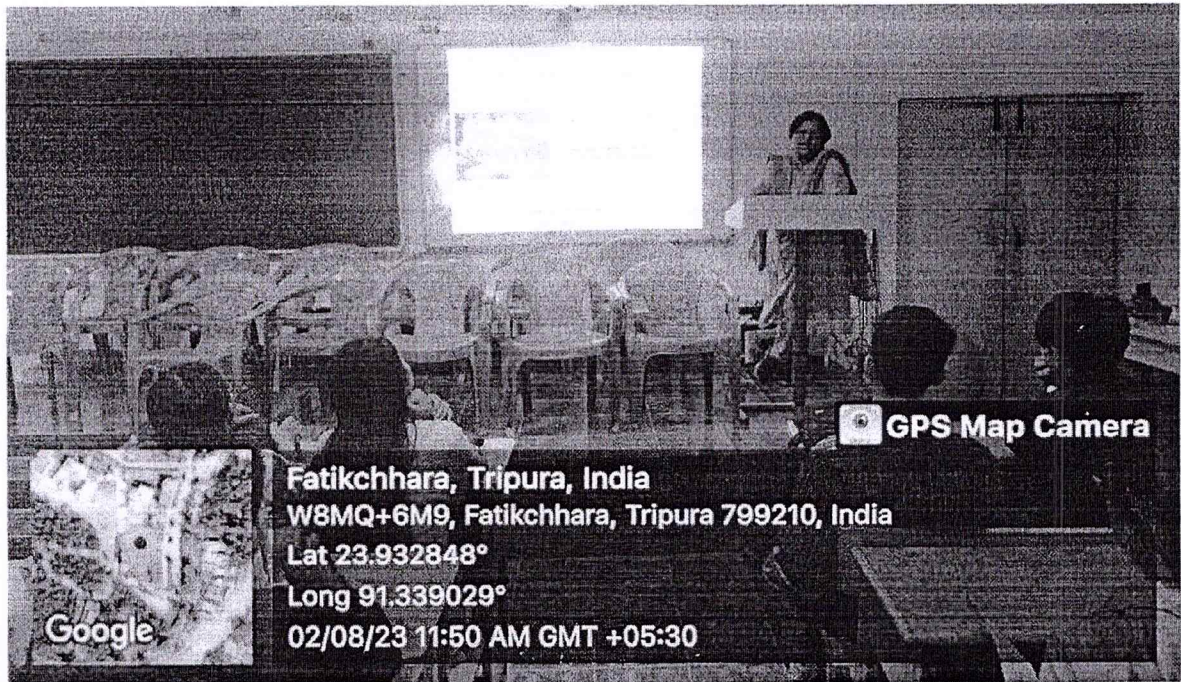 GPS Map Camera
Fatikchhara, Tripura, India
W8MQ+6M9, Fatikchhara, Tripura 799210, India
Lat 23.932848°
Long 91.339029°
02/08/23 11:50 AM GMT +05:30
Google